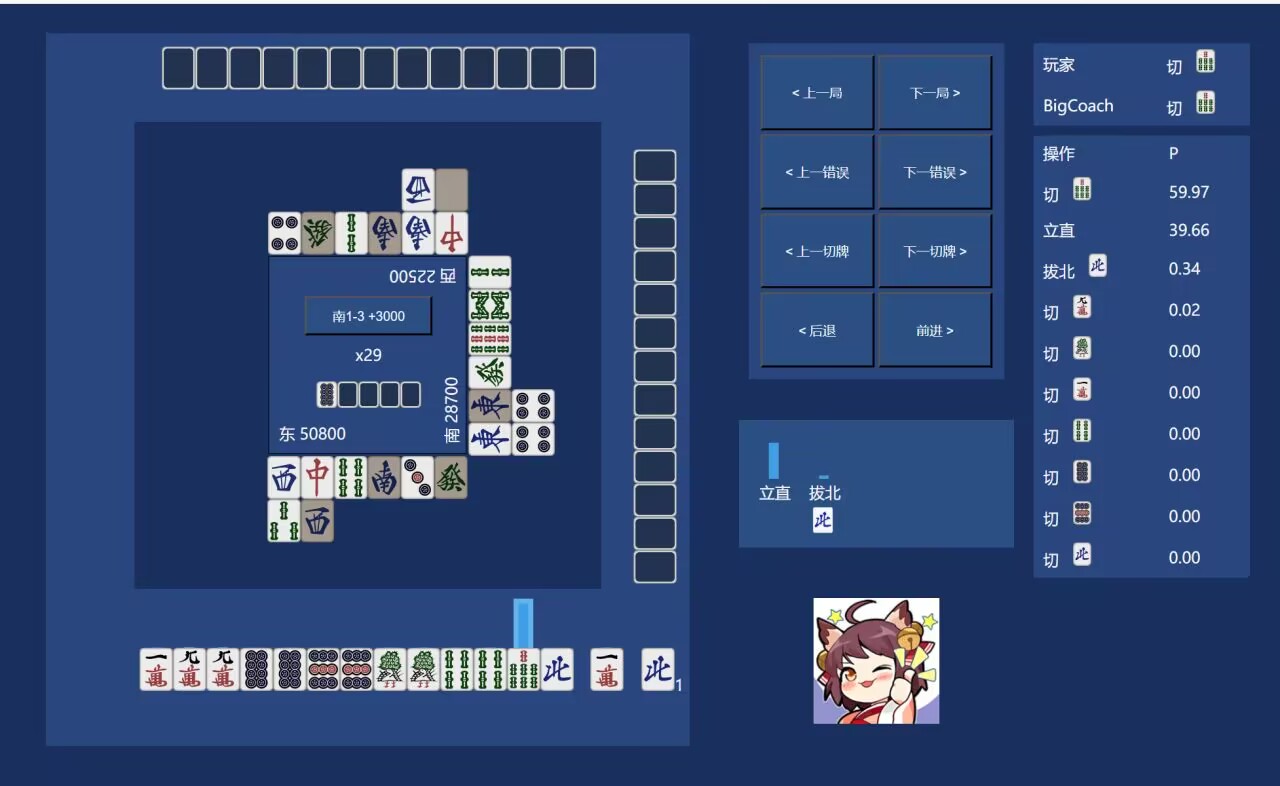 西 22500
南1-3 +3000
x29
南 28700
东 50800
1
< 上一局
下一局 >
< 上一错误
下一错误 >
< 上一切牌
下一切牌 >
< 后退
前进 >
立直
拔北
玩家 切
BigCoach 切
操作 P
切 59.97
立直 39.66
拔北 0.34
切 0.02
切 0.00
切 0.00
切 0.00
切 0.00
切 0.00
切 0.00